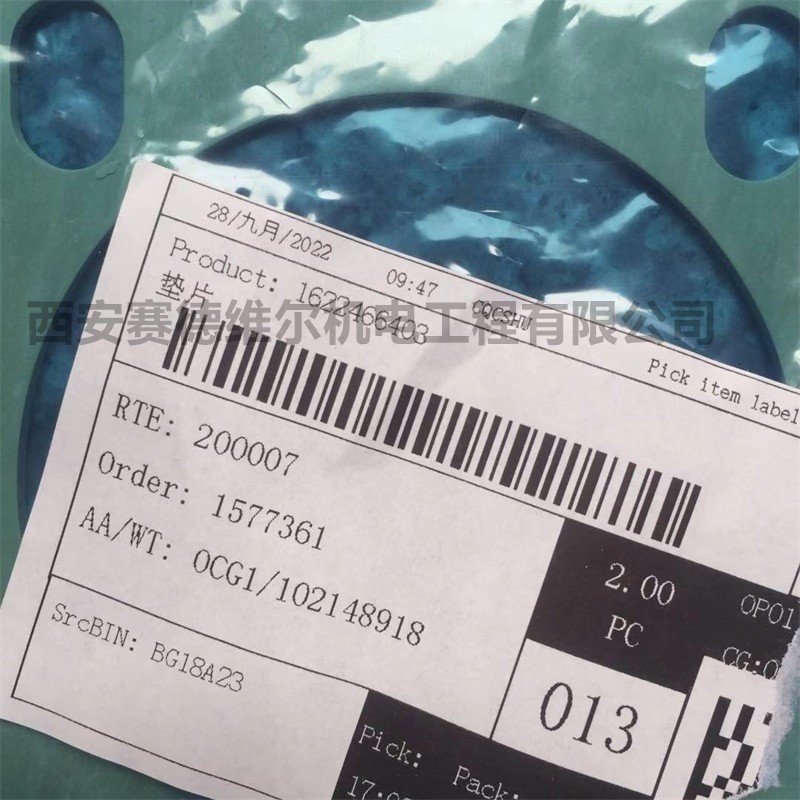 28/九月/2022 09:47 CQCSHU Pick item label
Product: 1622466403
垫片
西安赛德维尔机电工程有限公司
RTE: 200007
Order: 1577361
AA/WT: OCG1/102148918
2.00 OP01
PC
SrcBIN: BG18A23
013
Pick: Pack: